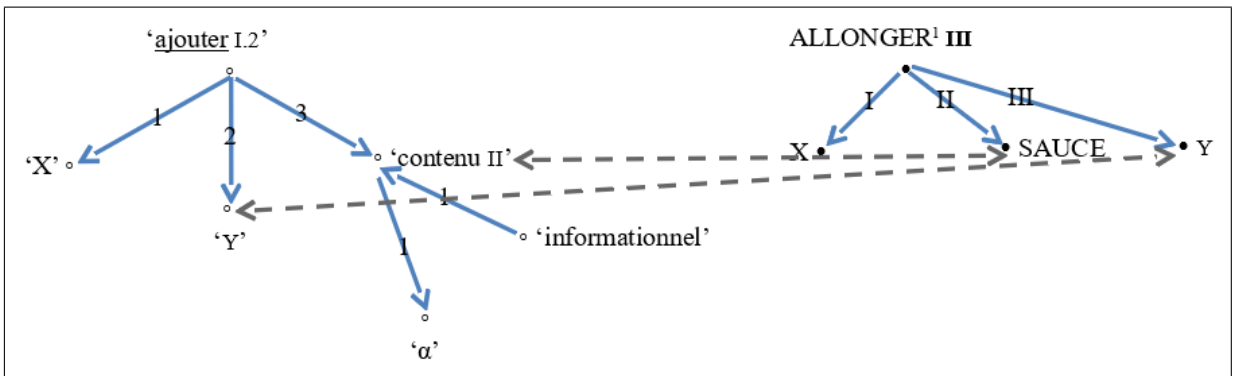 ‘ajouter I.2’
ALLONGER¹ III
1
2
3
I
II
III
‘X’
‘contenu II’
X
SAUCE
Y
1
‘Y’
‘informationnel’
1
‘α’